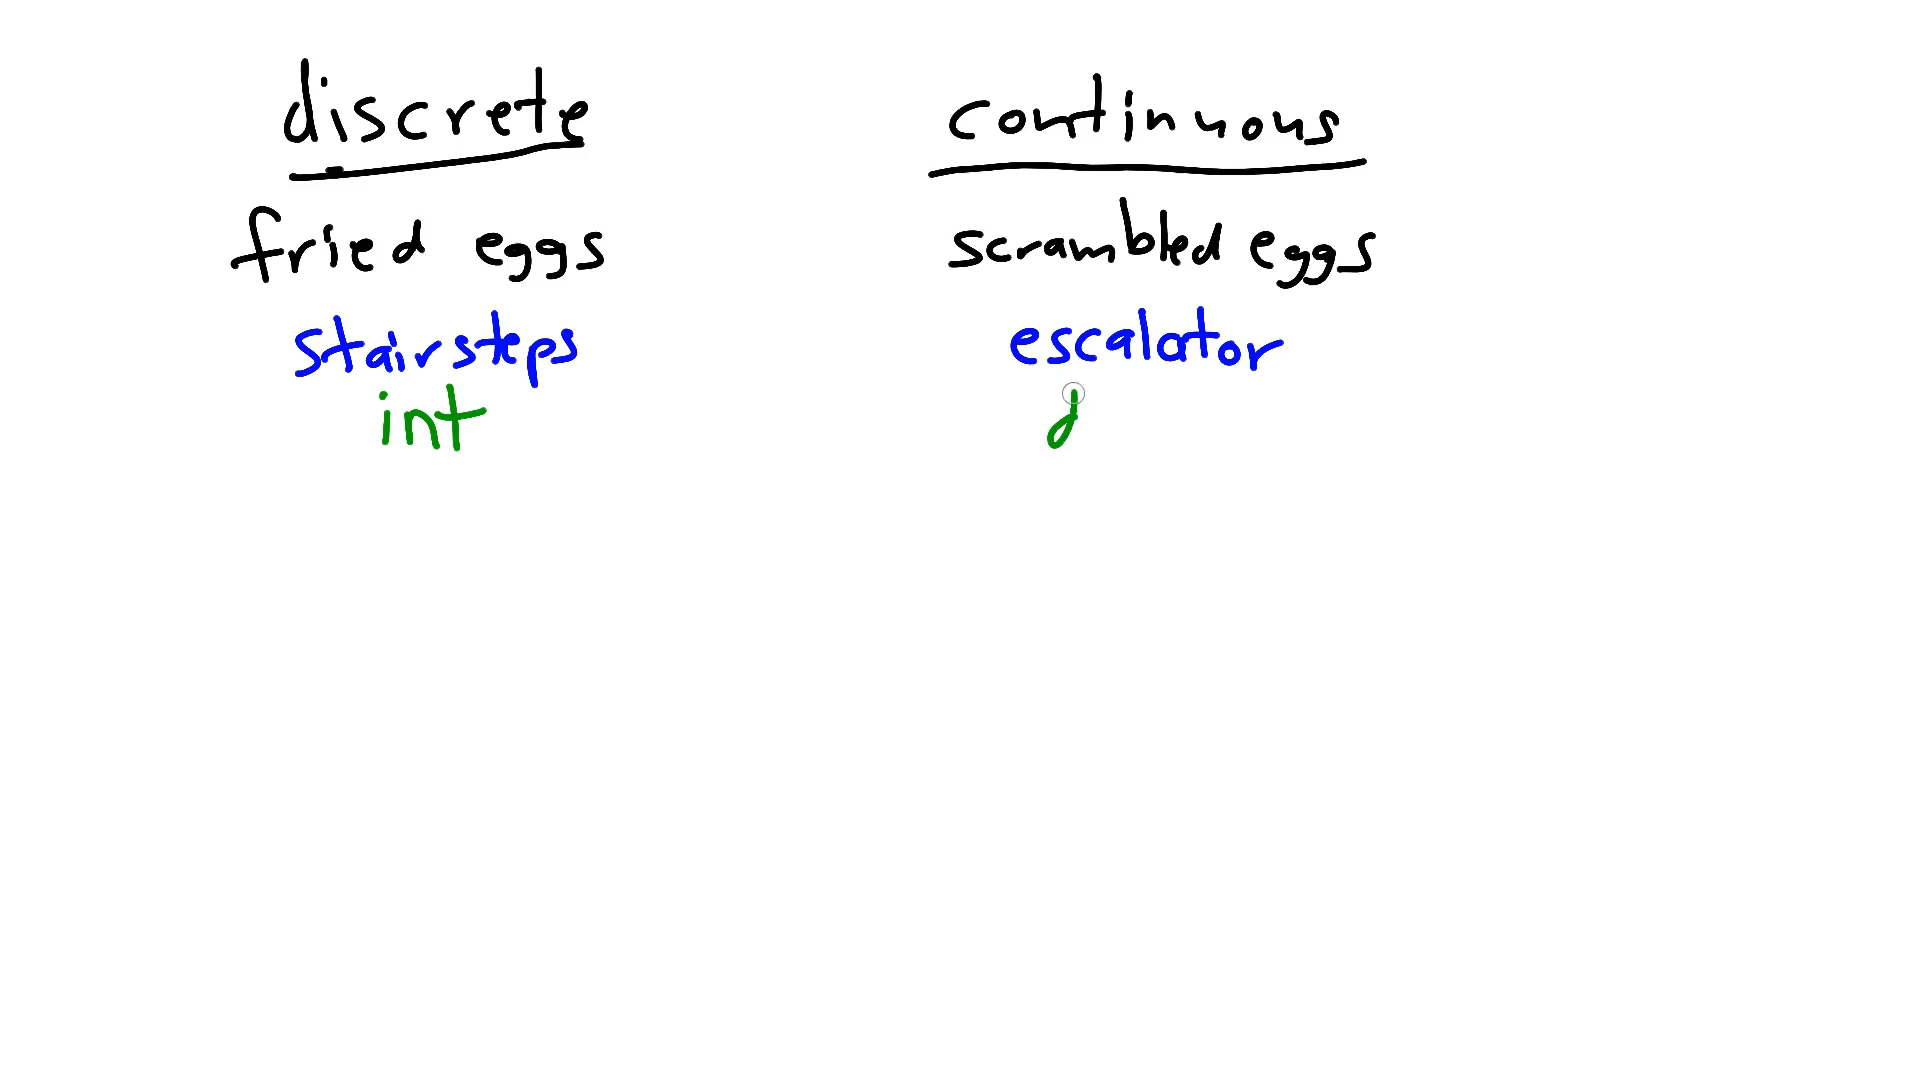 discrete continuous
fried eggs scrambled eggs
stairsteps escalator
int d